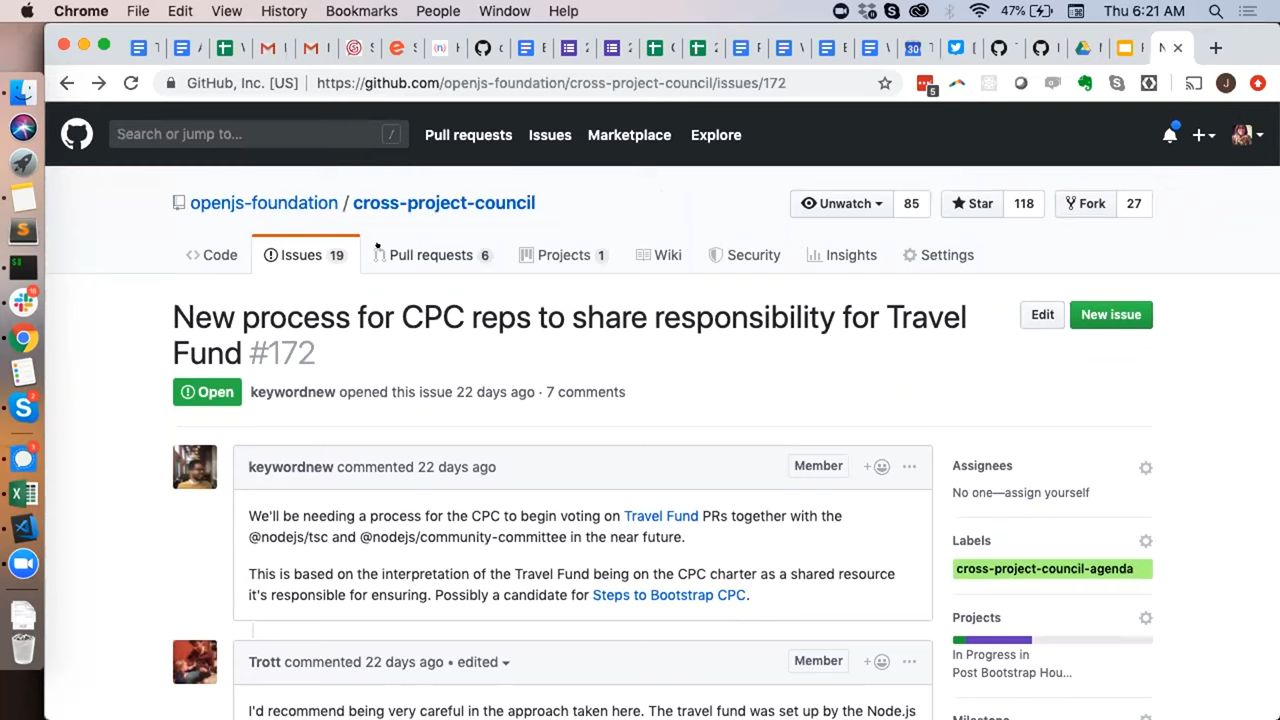 Chrome File Edit View History Bookmarks People Window Help 47% Thu 6:21 AM
GitHub, Inc. [US] https://github.com/openjs-foundation/cross-project-council/issues/172
Search or jump to... / Pull requests Issues Marketplace Explore
openjs-foundation / cross-project-council Unwatch 85 Star 118 Fork 27
Code Issues 19 Pull requests 6 Projects 1 Wiki Security Insights Settings
New process for CPC reps to share responsibility for Travel
Fund #172
Edit New issue
Open keywordnew opened this issue 22 days ago · 7 comments
keywordnew commented 22 days ago Member
We'll be needing a process for the CPC to begin voting on Travel Fund PRs together with the
@nodejs/tsc and @nodejs/community-committee in the near future.
This is based on the interpretation of the Travel Fund being on the CPC charter as a shared resource
it's responsible for ensuring. Possibly a candidate for Steps to Bootstrap CPC.
Trott commented 22 days ago • edited Member
I'd recommend being very careful in the approach taken here. The travel fund was set up by the Node.js
Assignees
No one—assign yourself
Labels
cross-project-council-agenda
Projects
In Progress in
Post Bootstrap Hou...